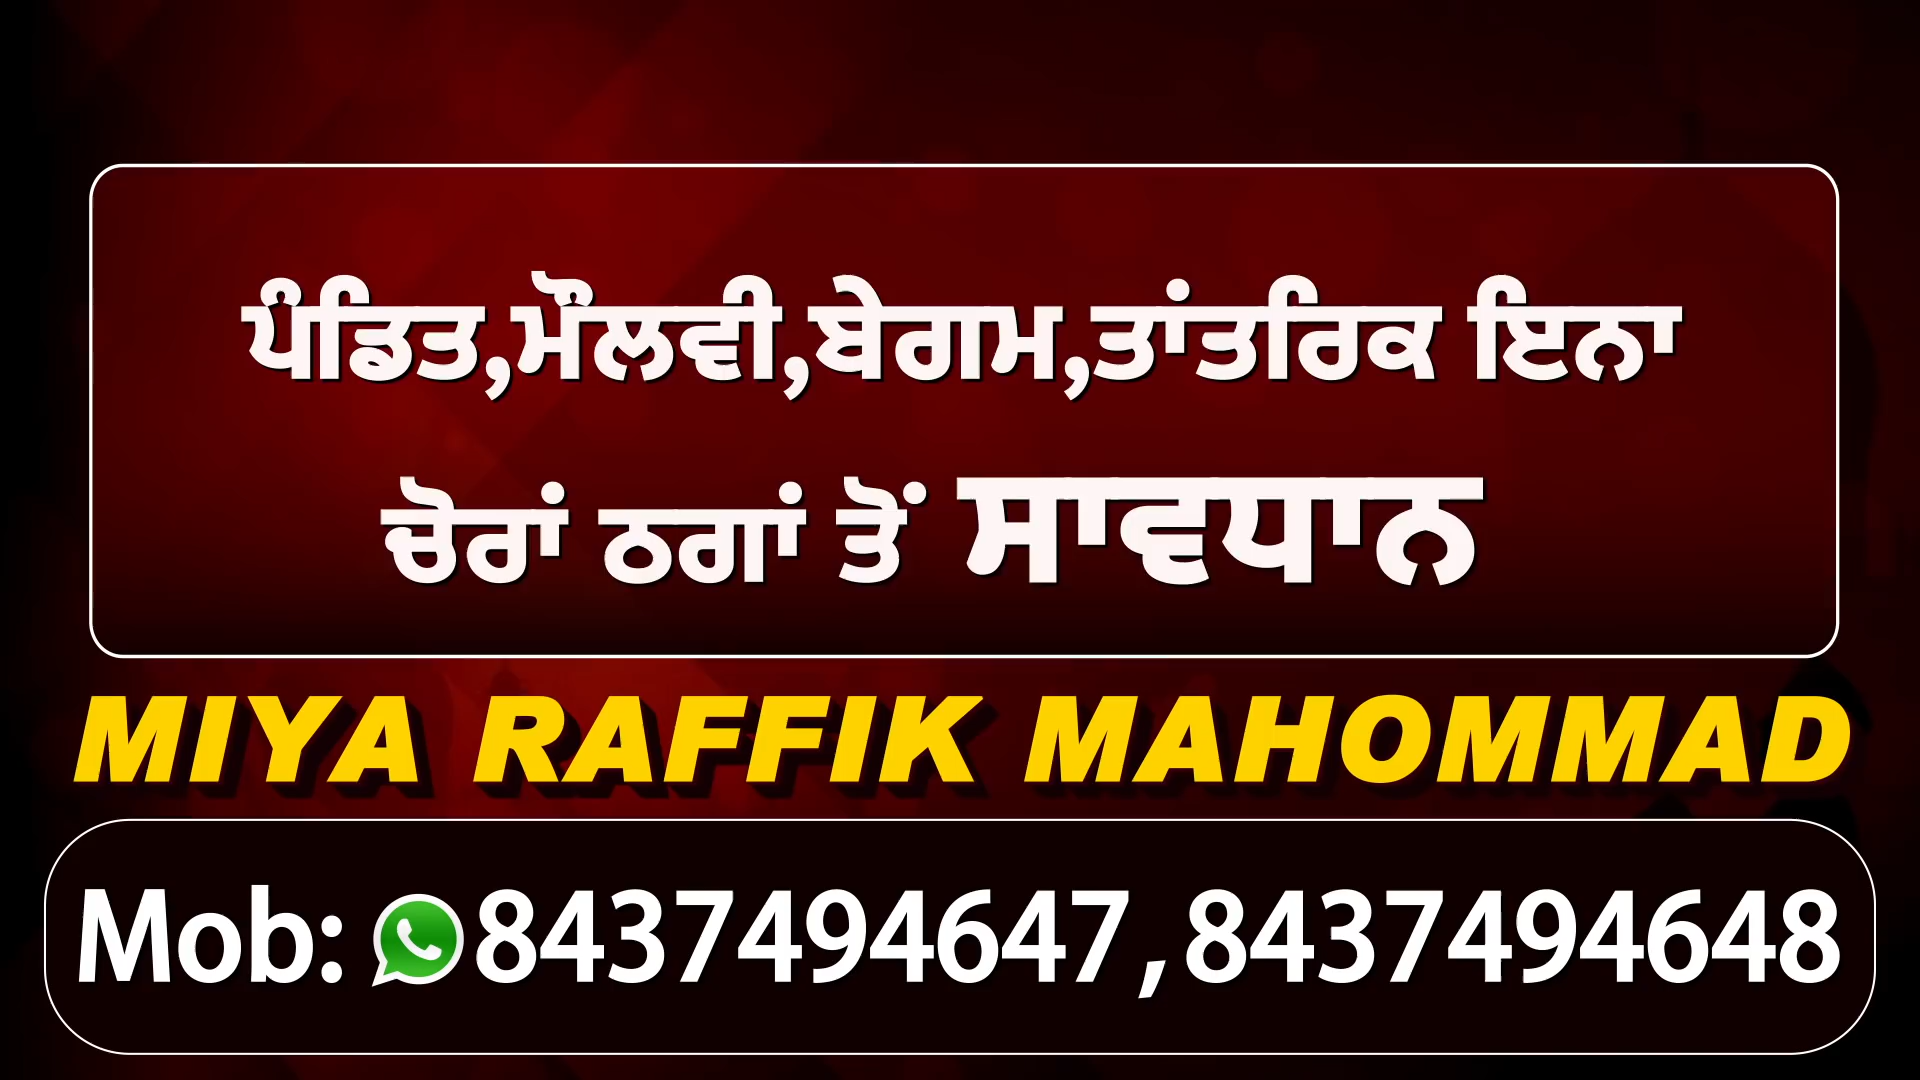 ਪੰਡਿਤ,ਮੌਲਵੀ,ਬੇਗਮ,ਤਾਂਤਰਿਕ ਇਨਾ
ਚੋਰਾਂ ਠਗਾਂ ਤੋਂ ਸਾਵਧਾਨ
MIYA RAFFIK MAHOMMAD
Mob: 8437494647, 8437494648